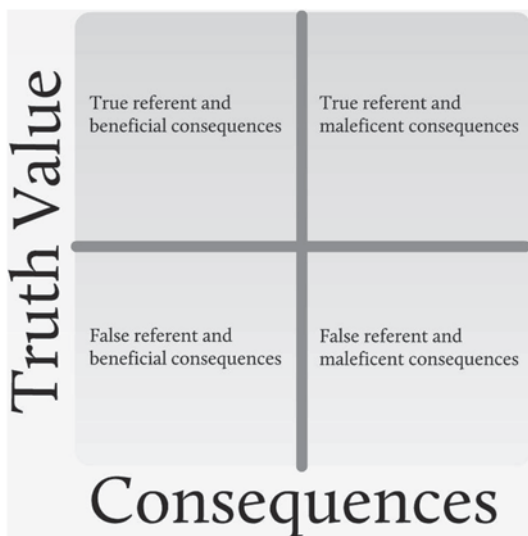 Truth Value
True referent and
beneficial consequences
True referent and
maleficent consequences
False referent and
beneficial consequences
False referent and
maleficent consequences
Consequences